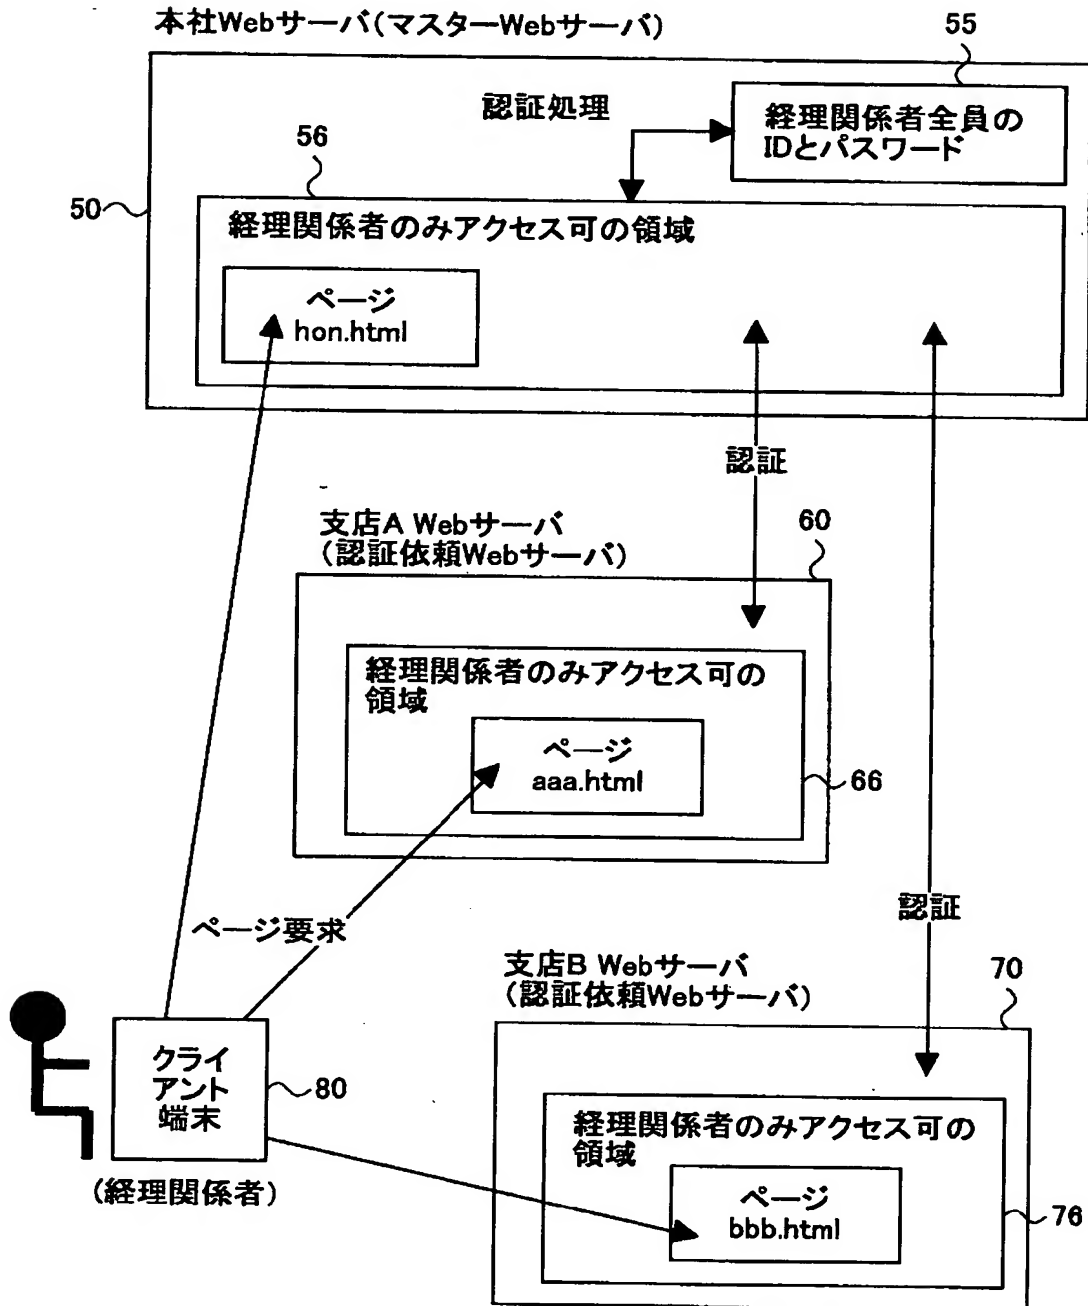 本社Webサーバ(マスターWebサーバ)
55
認証処理
経理関係者全員の
IDとパスワード
56
50
経理関係者のみアクセス可の領域
ページ
hon.html
認証
支店A Webサーバ
(認証依頼Webサーバ)
60
経理関係者のみアクセス可の
領域
ページ
aaa.html
66
ページ要求
認証
支店B Webサーバ
(認証依頼Webサーバ)
70
クライ
アント
端末
80
(経理関係者)
経理関係者のみアクセス可の
領域
ページ
bbb.html
76